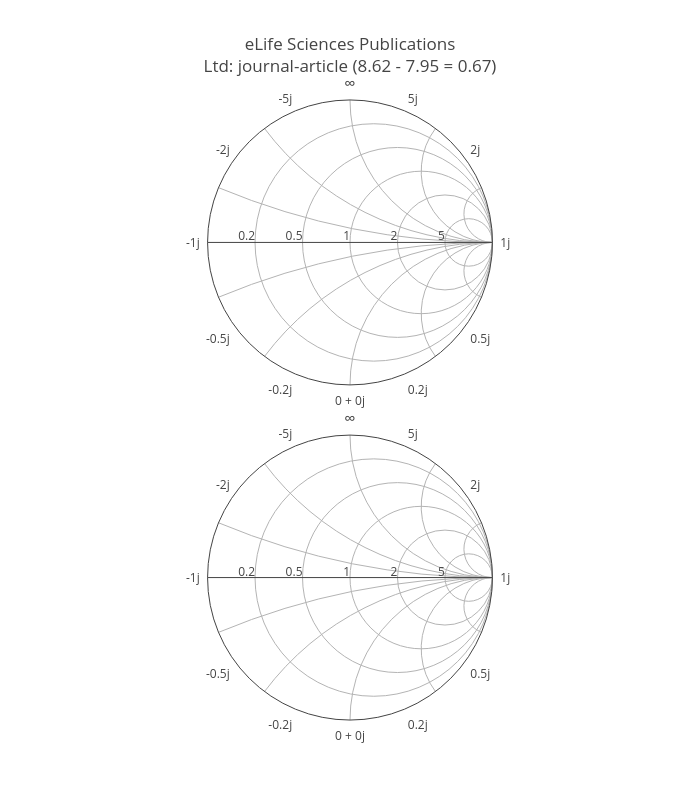 eLife Sciences Publications
Ltd: journal-article (8.62 - 7.95 = 0.67)
∞
-5j 5j
-2j 2j
-1j 0.2 0.5 1 2 5 1j
-0.5j 0.5j
-0.2j 0.2j
0 + 0j
∞
-5j 5j
-2j 2j
-1j 0.2 0.5 1 2 5 1j
-0.5j 0.5j
-0.2j 0.2j
0 + 0j